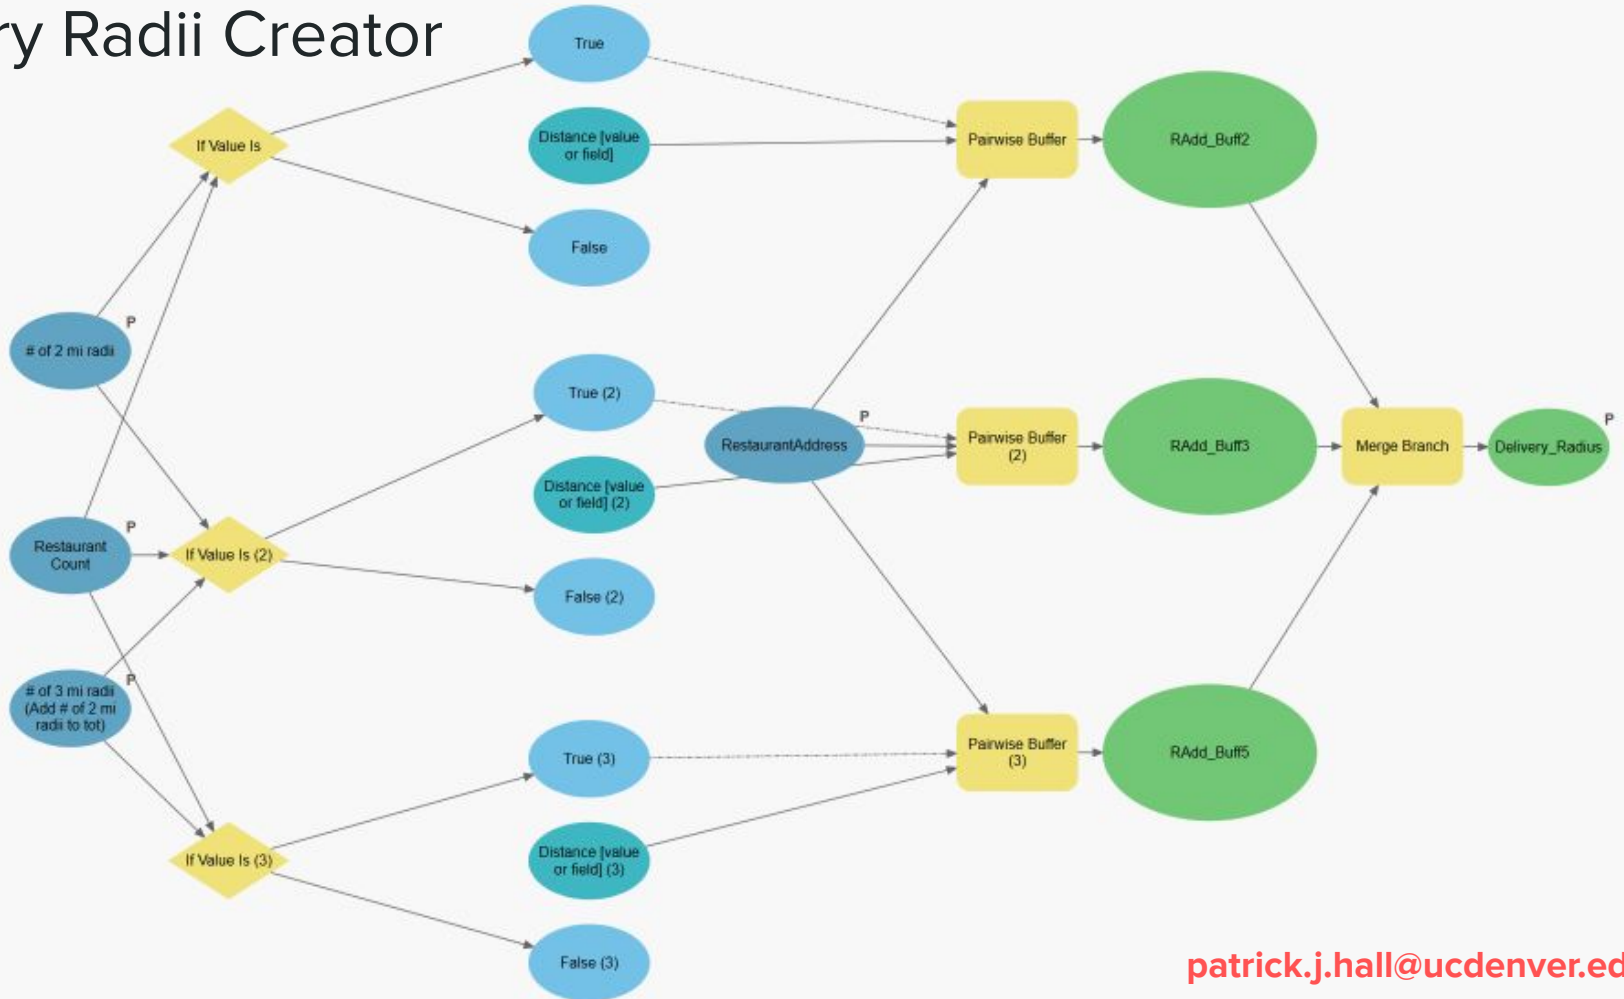 ry Radii Creator
True
If Value Is
Distance [value
or field]
Pairwise Buffer
RAdd_Buff2
False
P
# of 2 mi radii
True (2)
P
RestaurantAddress
Pairwise Buffer
(2)
RAdd_Buff3
Merge Branch
Delivery_Radius
P
Distance [value
or field] (2)
P
Restaurant
Count
If Value Is (2)
False (2)
P
# of 3 mi radii
(Add # of 2 mi
radii to tot)
True (3)
Pairwise Buffer
(3)
RAdd_Buff5
If Value Is (3)
Distance [value
or field] (3)
False (3)
patrick.j.hall@ucdenver.ed